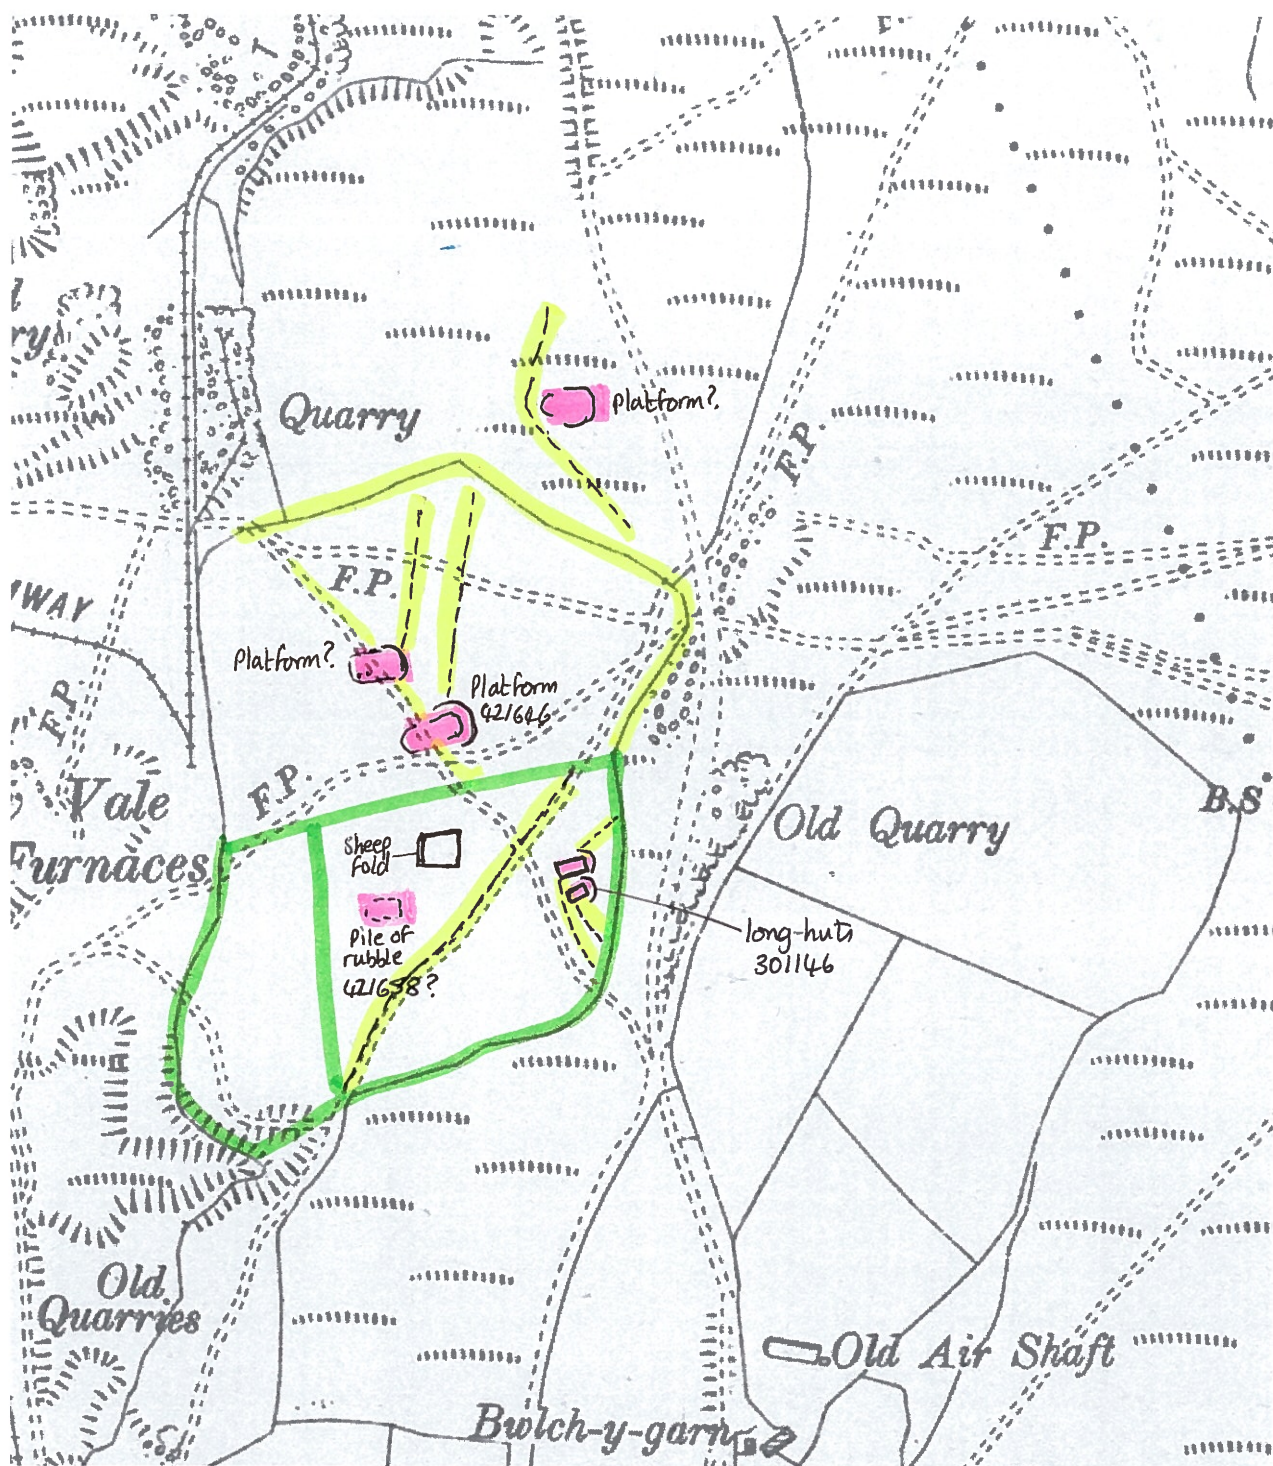 F.P.
Quarry
Platform?
F.P.
F.P.
F.P.
WAY
Platform?
Platform
421646
F.P.
F.P.
Vale
Furnaces
Sheep
fold
Old Quarry
B.S
Pile of
rubble
421638?
long-huts
301146
Old
Quarries
Old Air Shaft
Bwlch-y-garn